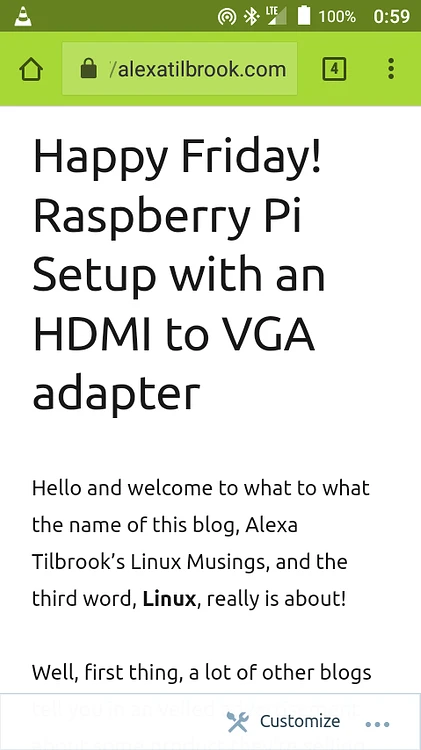 LTE
100%
0:59
/alexatilbrook.com
4
Happy Friday!
Raspberry Pi
Setup with an
HDMI to VGA
adapter
Hello and welcome to what to what
the name of this blog, Alexa
Tilbrook’s Linux Musings, and the
third word, Linux, really is about!
Well, first thing, a lot of other blogs
Customize